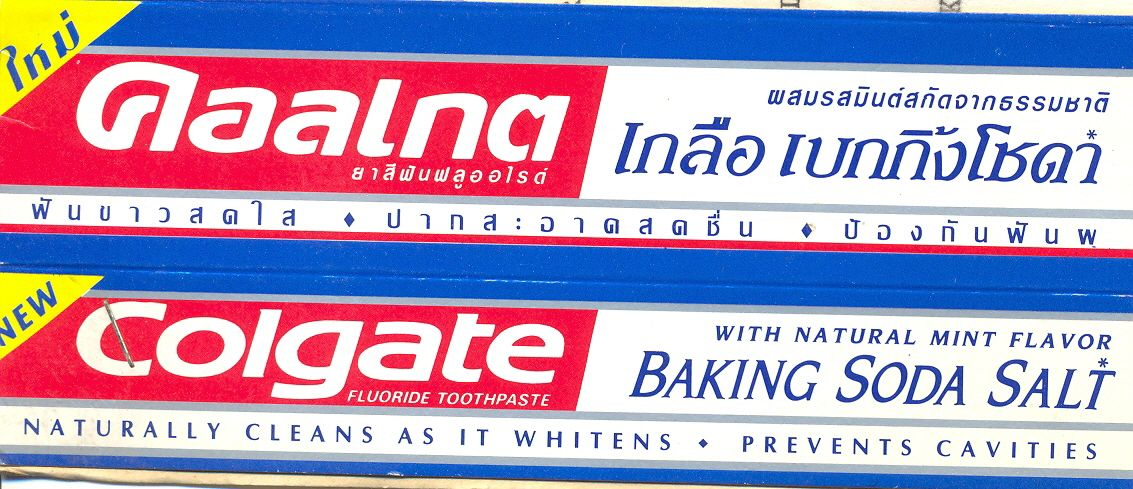 ใหม่
คอลเกต
ยาสีฟันฟลูออไรด์
ผสมรสมินต์สกัดจากธรรมชาติ
เกลือ เบกกิ้งโซดา*
ฟันขาวสดใส ♦ ปากสะอาดสดชื่น ♦ ป้องกันฟันผุ
NEW
Colgate
FLUORIDE TOOTHPASTE
WITH NATURAL MINT FLAVOR
BAKING SODA SALT*
NATURALLY CLEANS AS IT WHITENS ♦ PREVENTS CAVITIES